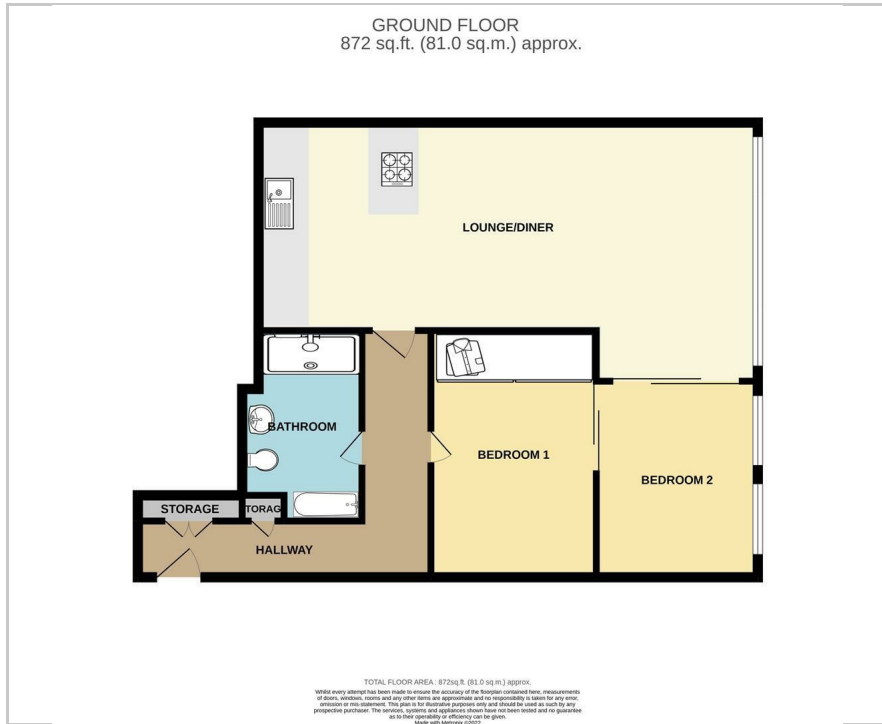 GROUND FLOOR
872 sq.ft. (81.0 sq.m.) approx.
LOUNGE/DINER
BATHROOM
BEDROOM 1
BEDROOM 2
STORAGE
TORAG
HALLWAY
TOTAL FLOOR AREA : 872sq.ft. (81.0 sq.m.) approx.
Whilst every attempt has been made to ensure the accuracy of the floorplan contained here, measurements
of doors, windows, rooms and any other items are approximate and no responsibility is taken for any error,
omission or mis-statement. This plan is for illustrative purposes only and should be used as such by any
prospective purchaser. The services, systems and appliances shown have not been tested and no guarantee
as to their operability or efficiency can be given.
Made with Metropix ©2022